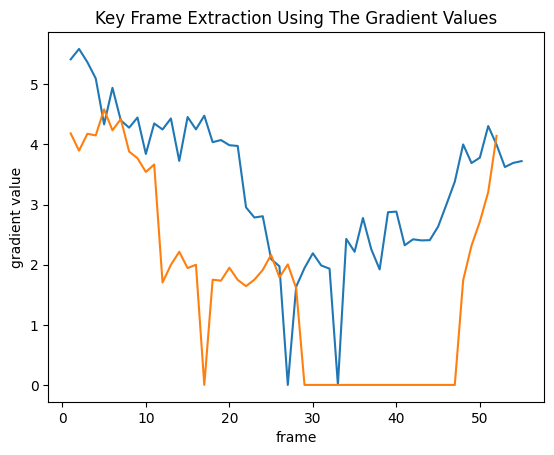 Key Frame Extraction Using The Gradient Values
gradient value
5
4
3
2
1
0
0 10 20 30 40 50
frame